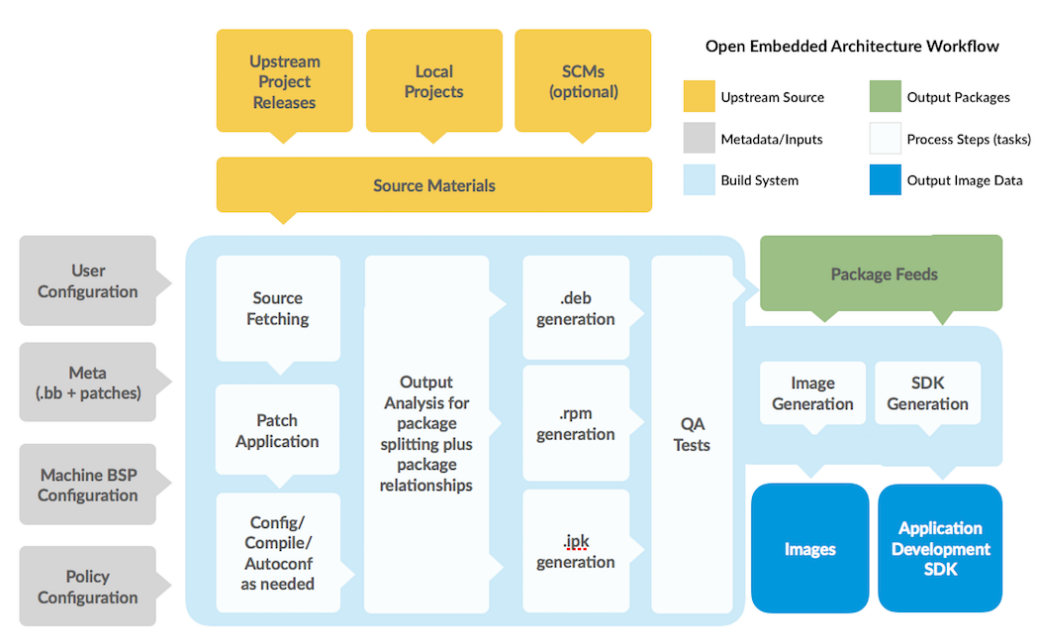 Open Embedded Architecture Workflow
Upstream
Project
Releases
Local
Projects
SCMs
(optional)
Upstream Source
Output Packages
Metadata/Inputs
Process Steps (tasks)
Build System
Output Image Data
Source Materials
User
Configuration
Meta
(.bb + patches)
Machine BSP
Configuration
Policy
Configuration
Source
Fetching
Patch
Application
Config/
Compile/
Autoconf
as needed
Output
Analysis for
package
splitting plus
package
relationships
.deb
generation
.rpm
generation
.ipk
generation
QA
Tests
Package Feeds
Image
Generation
SDK
Generation
Images
Application
Development
SDK